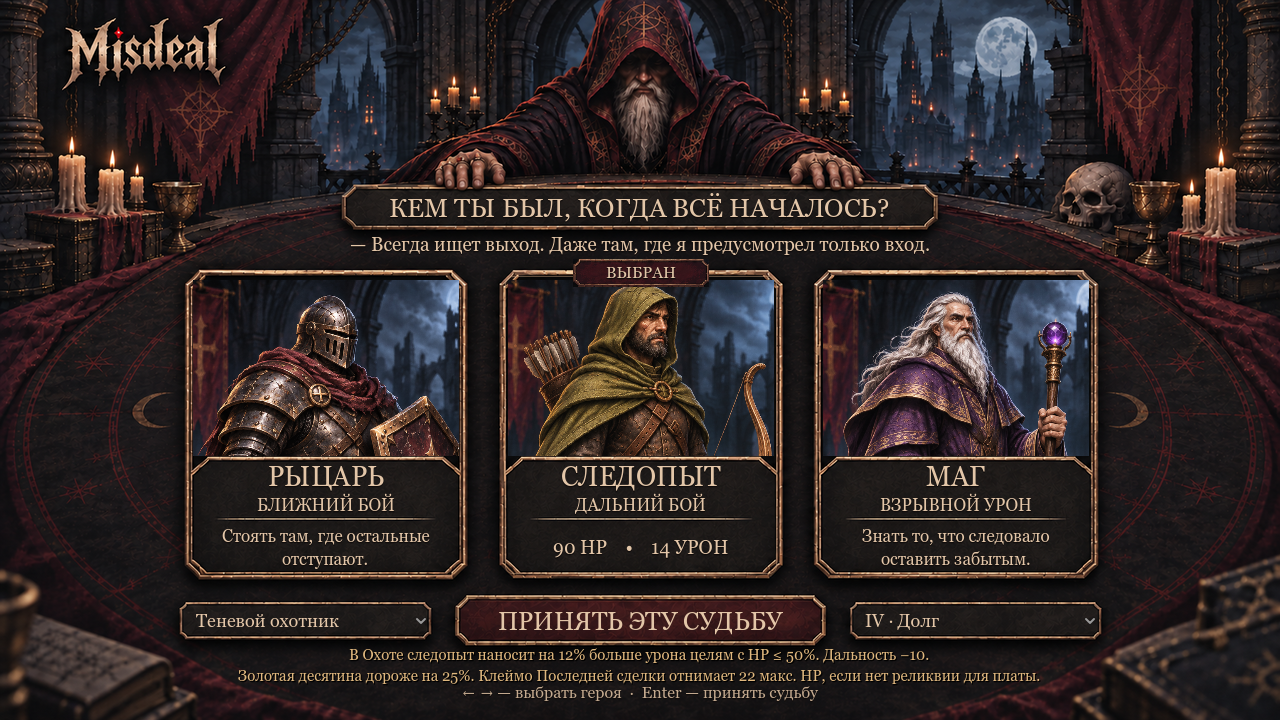 Misdeal
КЕМ ТЫ БЫЛ, КОГДА ВСЁ НАЧАЛОСЬ?
— Всегда ищет выход. Даже там, где я предусмотрел только вход.
ВЫБРАН
РЫЦАРЬ
БЛИЖНИЙ БОЙ
Стоять там, где остальные
отступают.
СЛЕДОПЫТ
ДАЛЬНИЙ БОЙ
90 HP • 14 УРОН
МАГ
ВЗРЫВНОЙ УРОН
Знать то, что следовало
оставить забытым.
Теневой охотник
ПРИНЯТЬ ЭТУ СУДЬБУ
IV · Долг
В Охоте следопыт наносит на 12% больше урона целям с HP ≤ 50%. Дальность −10.
Золотая десятина дороже на 25%. Клеймо Последней сделки отнимает 22 макс. HP, если нет реликвии для платы.
← → — выбрать героя · Enter — принять судьбу